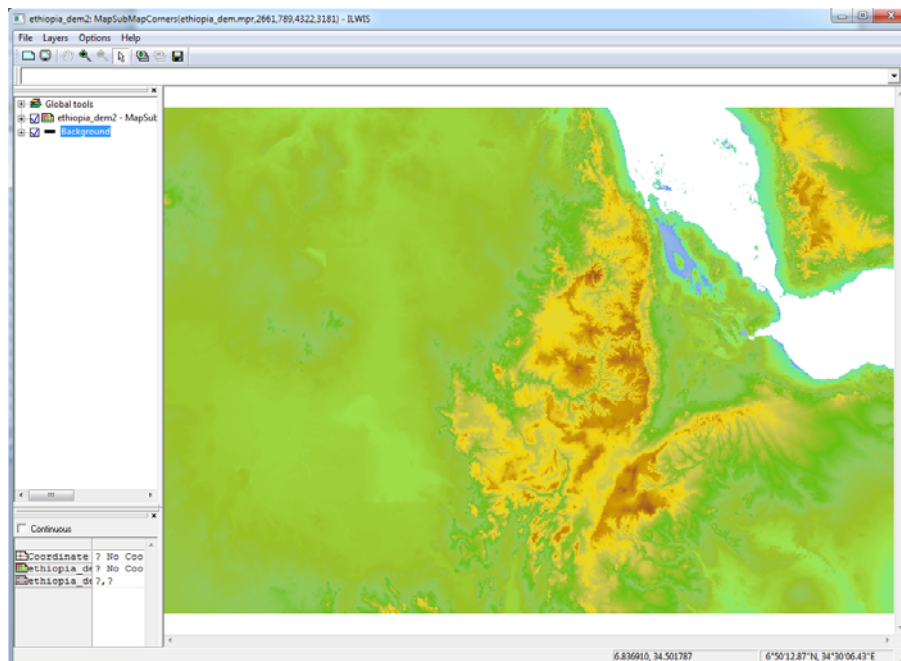 ethiopia_dem2: MapSubMapCorners(ethiopia_dem.mpr,2661,789,4322,3181) - ILWIS
File Layers Options Help
Global tools
ethiopia_dem2 - MapSub
Background
Continuous
Coordinate ? No Coo
ethiopia_de ? No Coo
ethiopia_de ?,?
6.836910, 34.501787 6°50'12.87"N, 34°30'06.43"E